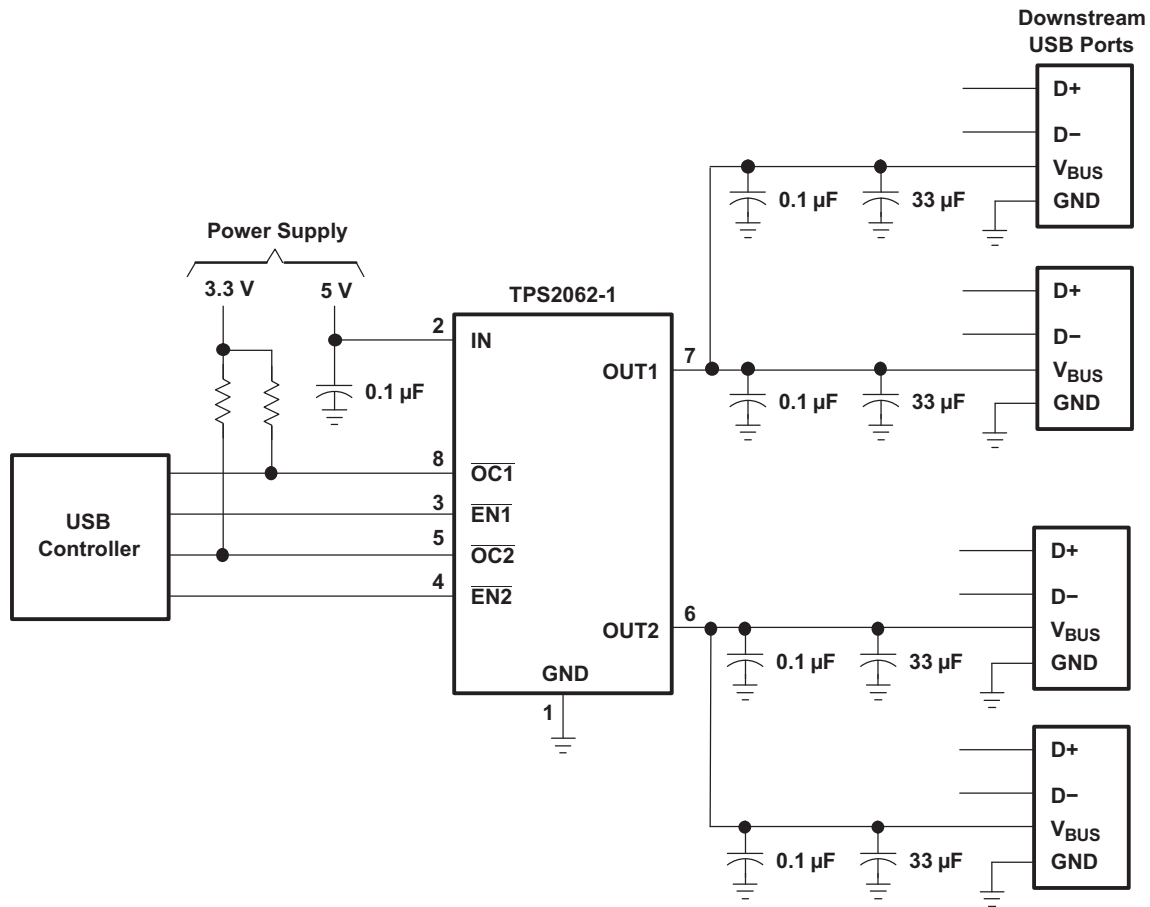 Downstream
USB Ports
D+
D−
VBUS
GND
0.1 µF
33 µF
Power Supply
3.3 V
5 V
0.1 µF
TPS2062-1
2
IN
OUT1
7
D+
D−
VBUS
GND
0.1 µF
33 µF
USB
Controller
8
OC1
3
EN1
5
OC2
4
EN2
OUT2
6
GND
1
D+
D−
VBUS
GND
0.1 µF
33 µF
D+
D−
VBUS
GND
0.1 µF
33 µF